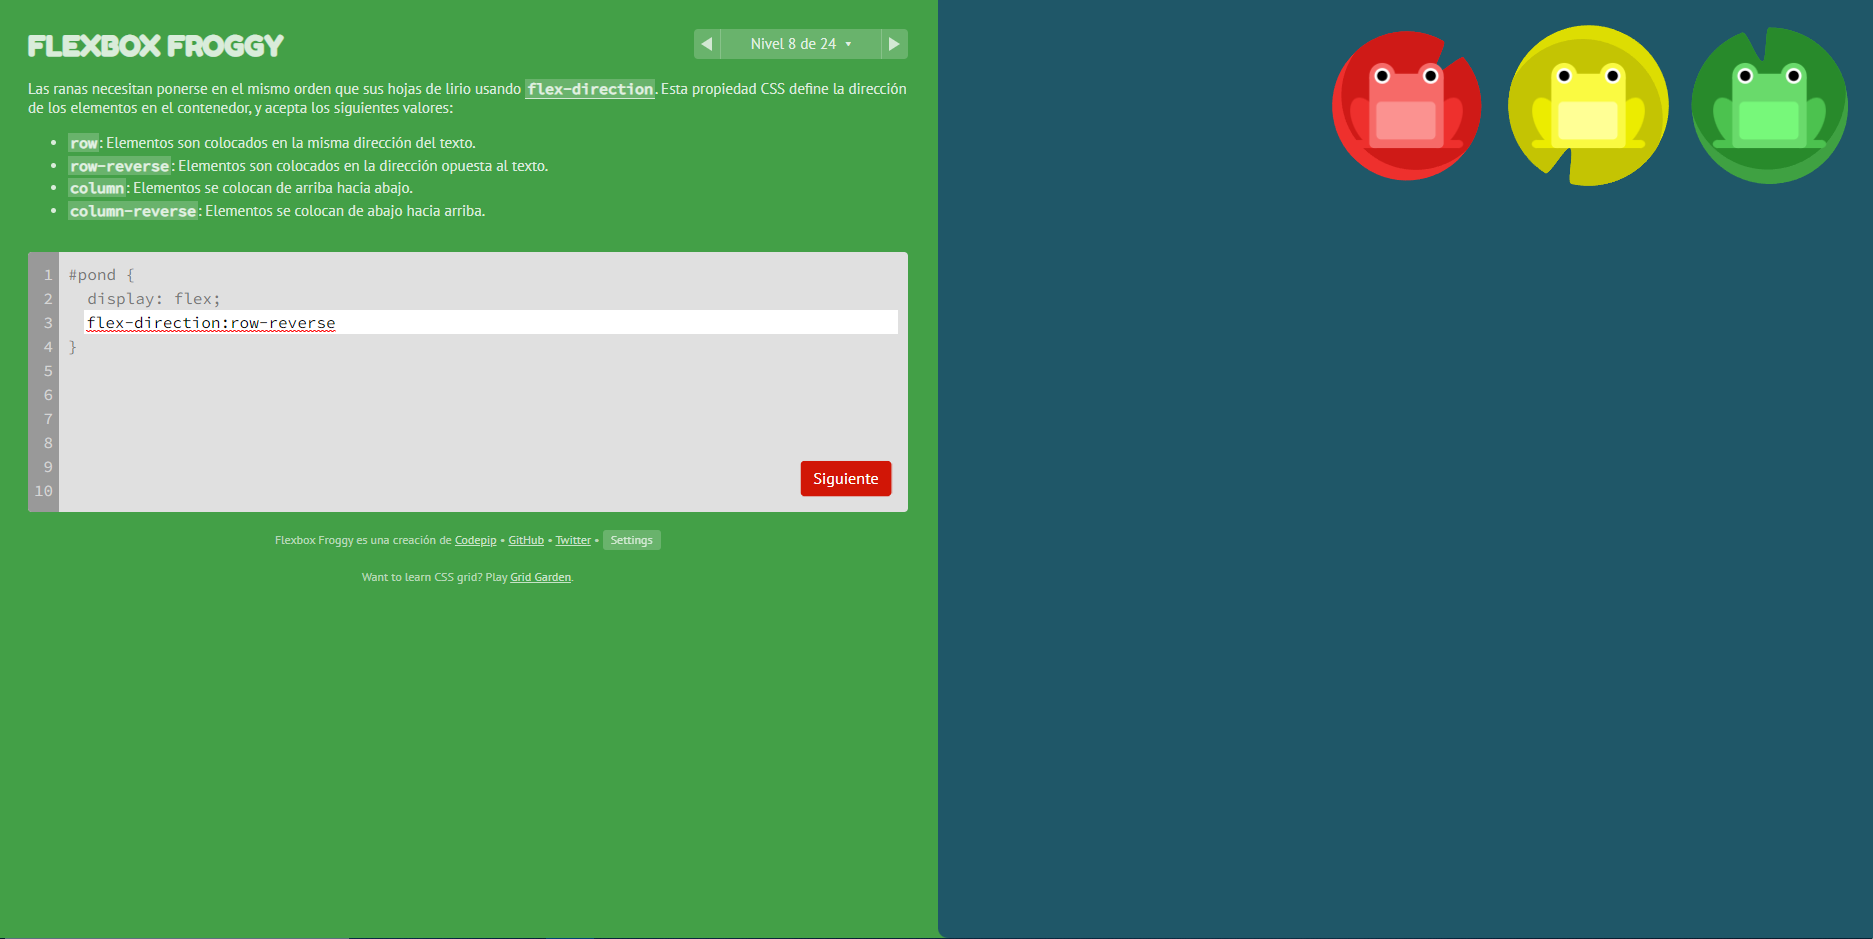 FLEXBOX FROGGY
Nivel 8 de 24
Las ranas necesitan ponerse en el mismo orden que sus hojas de lirio usando flex-direction. Esta propiedad CSS define la dirección
de los elementos en el contenedor, y acepta los siguientes valores:
• row: Elementos son colocados en la misma dirección del texto.
• row-reverse: Elementos son colocados en la dirección opuesta al texto.
• column: Elementos se colocan de arriba hacia abajo.
• column-reverse: Elementos se colocan de abajo hacia arriba.
1 #pond {
2 display: flex;
3 flex-direction:row-reverse
4 }
5
6
7
8
9
10
Siguiente
Flexbox Froggy es una creación de Codepip • GitHub • Twitter • Settings
Want to learn CSS grid? Play Grid Garden.